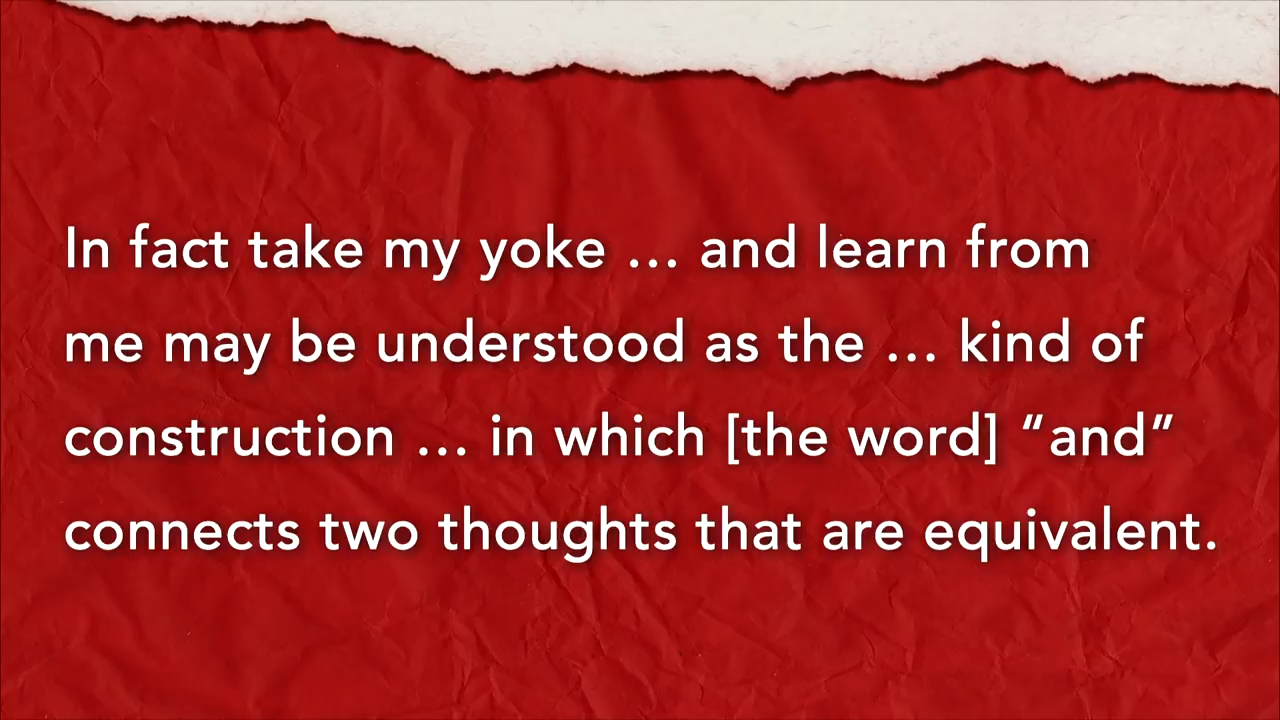 In fact take my yoke … and learn from
me may be understood as the … kind of
construction … in which [the word] “and”
connects two thoughts that are equivalent.